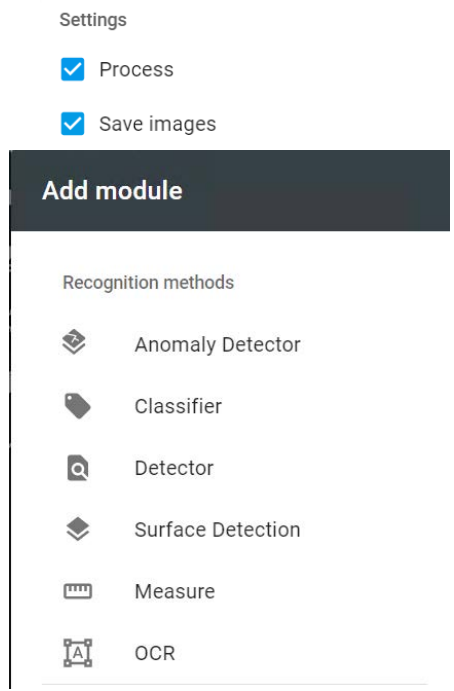 Settings
Process
Save images
Add module
Recognition methods
Anomaly Detector
Classifier
Detector
Surface Detection
Measure
OCR